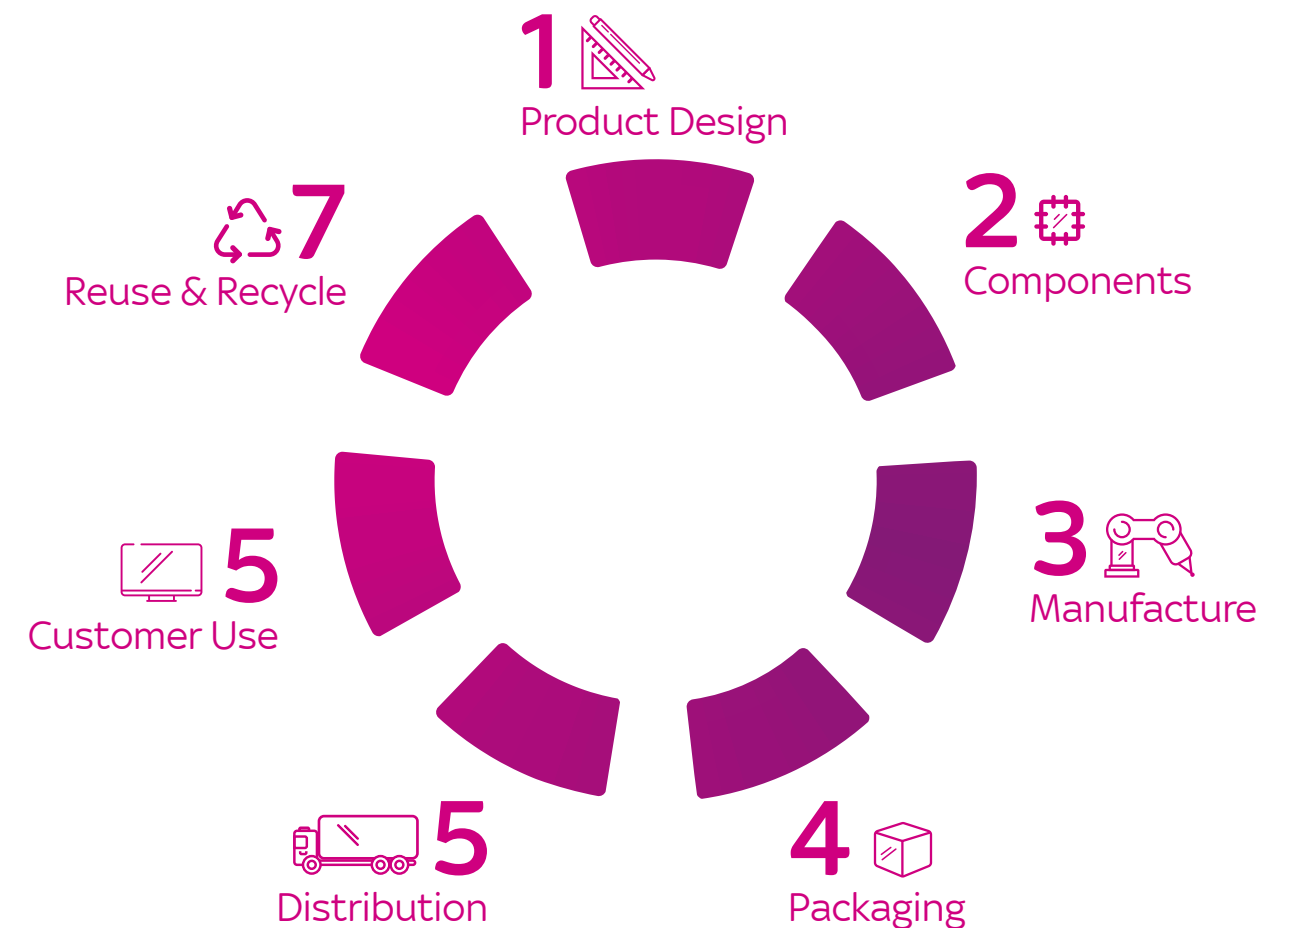 1
Product Design
2
Components
3
Manufacture
4
Packaging
5
Distribution
5
Customer Use
7
Reuse & Recycle